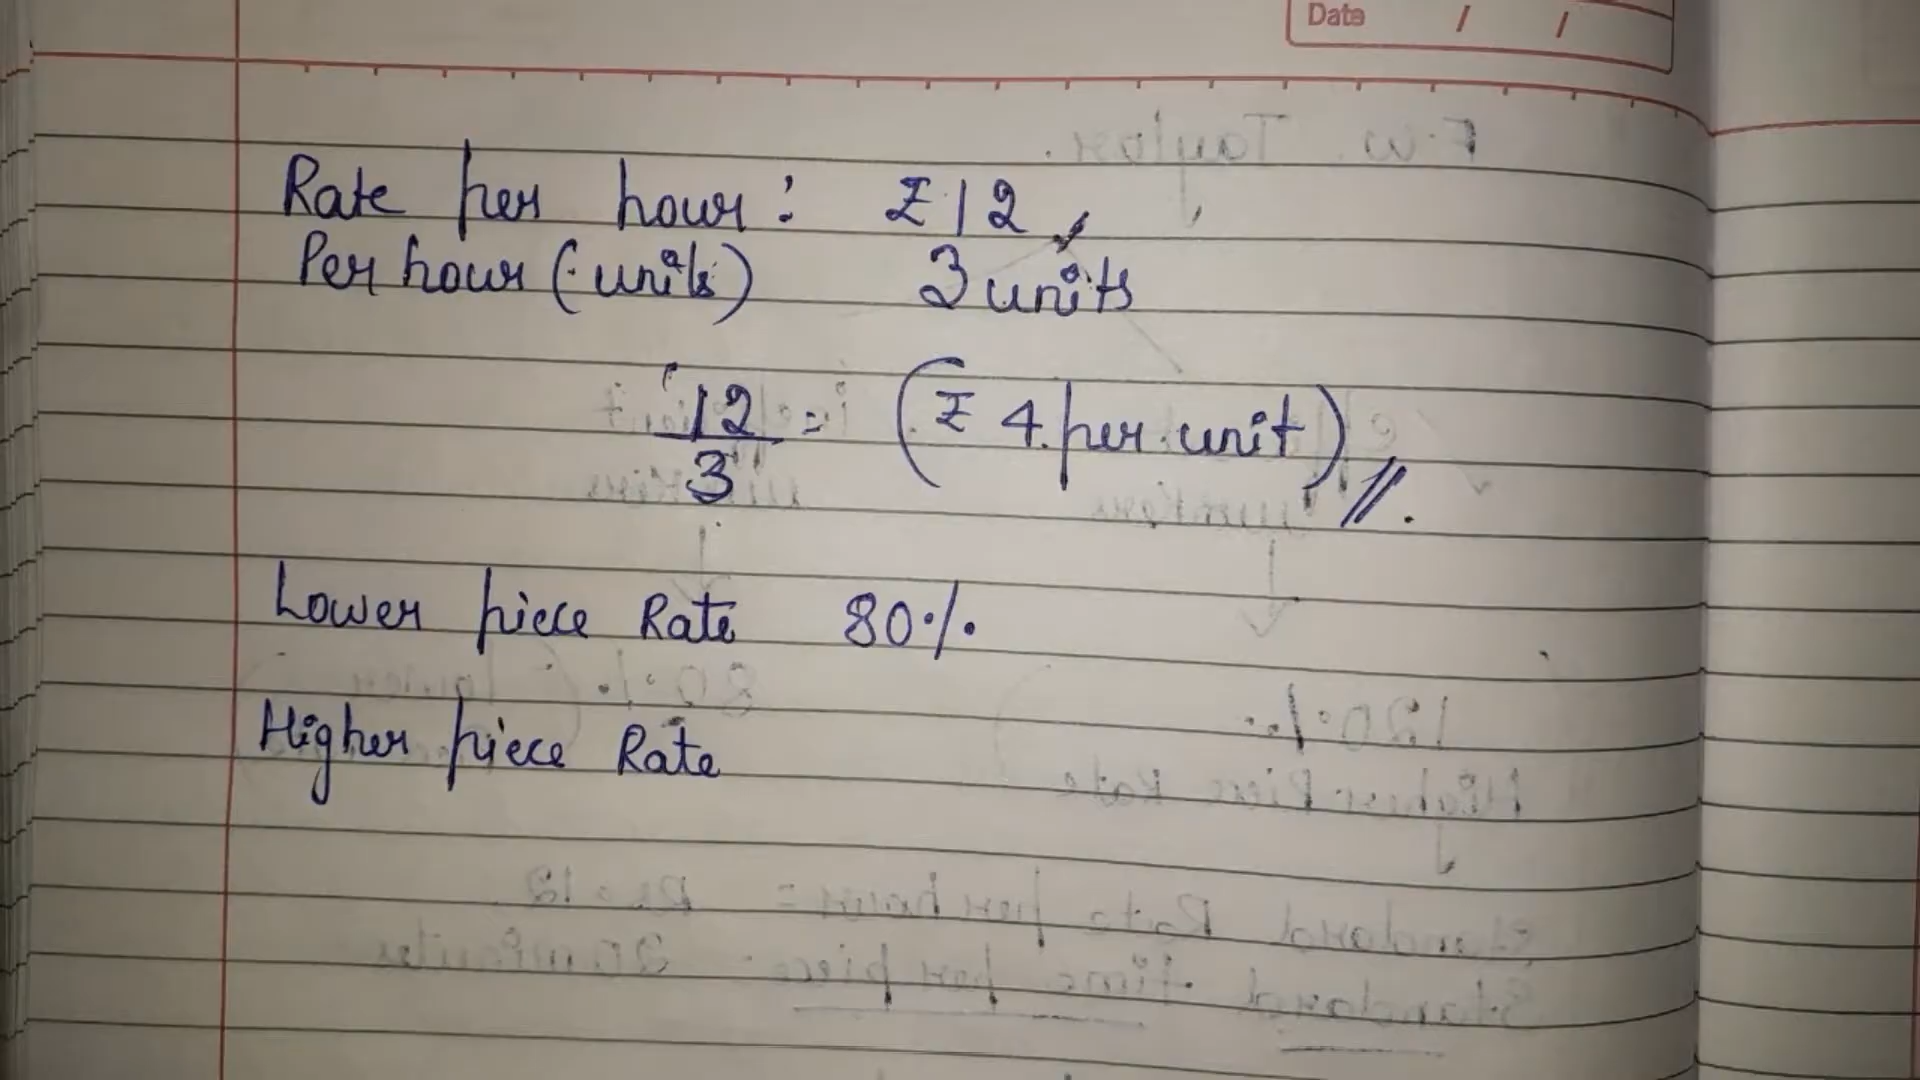 Date / /
Rate per hour : ₹12
Per hour (units) 3 units
12/3 = (₹ 4 per unit)
Lower piece Rate 80%
Higher piece Rate